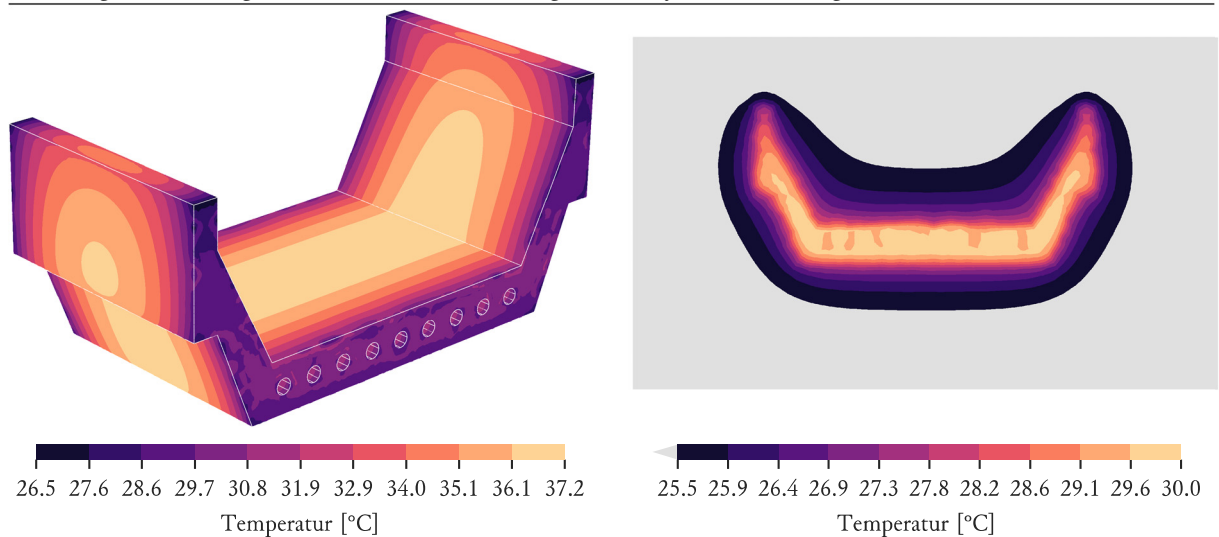 26.5 27.6 28.6 29.7 30.8 31.9 32.9 34.0 35.1 36.1 37.2
Temperatur [°C]
25.5 25.9 26.4 26.9 27.3 27.8 28.2 28.6 29.1 29.6 30.0
Temperatur [°C]